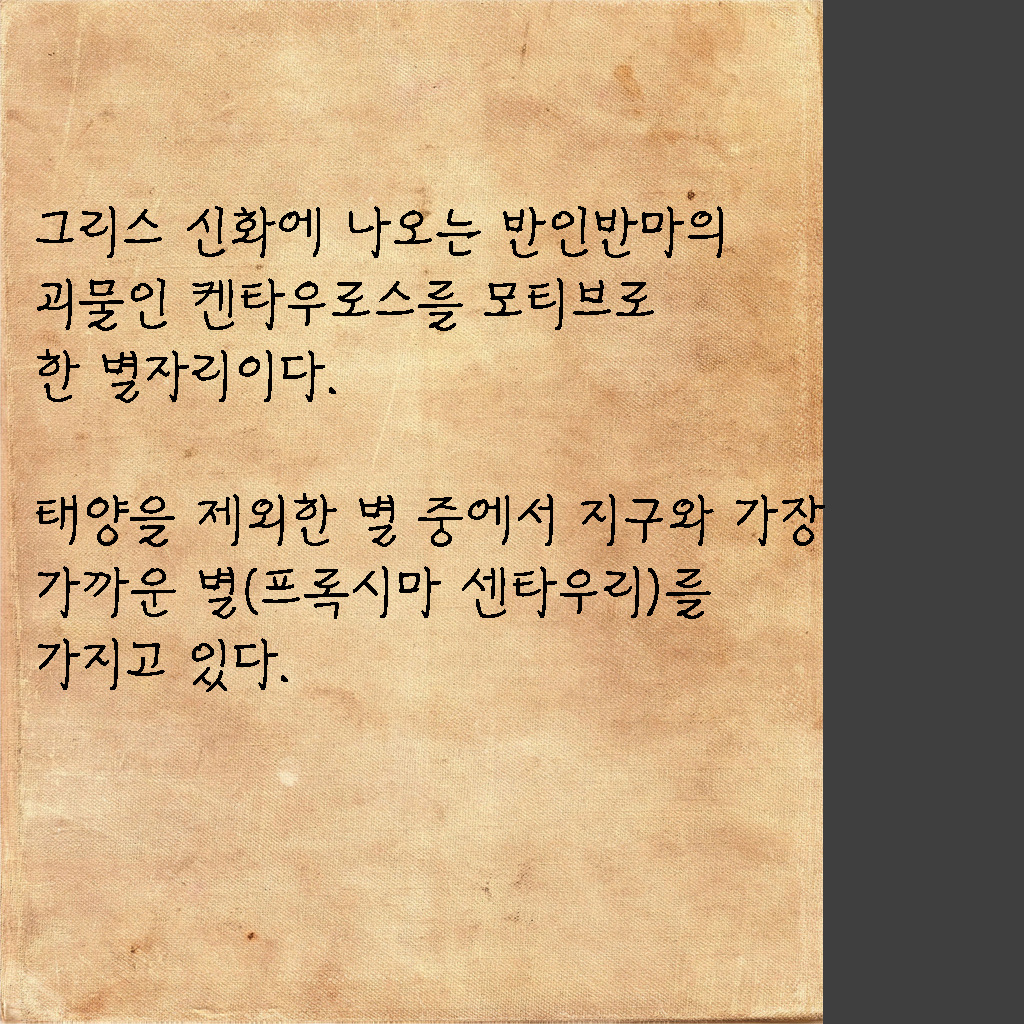 그리스 신화에 나오는 반인반마의
괴물인 켄타우로스를 모티브로
한 별자리이다.
태양을 제외한 별 중에서 지구와 가장
가까운 별(프록시마 센타우리)를
가지고 있다.